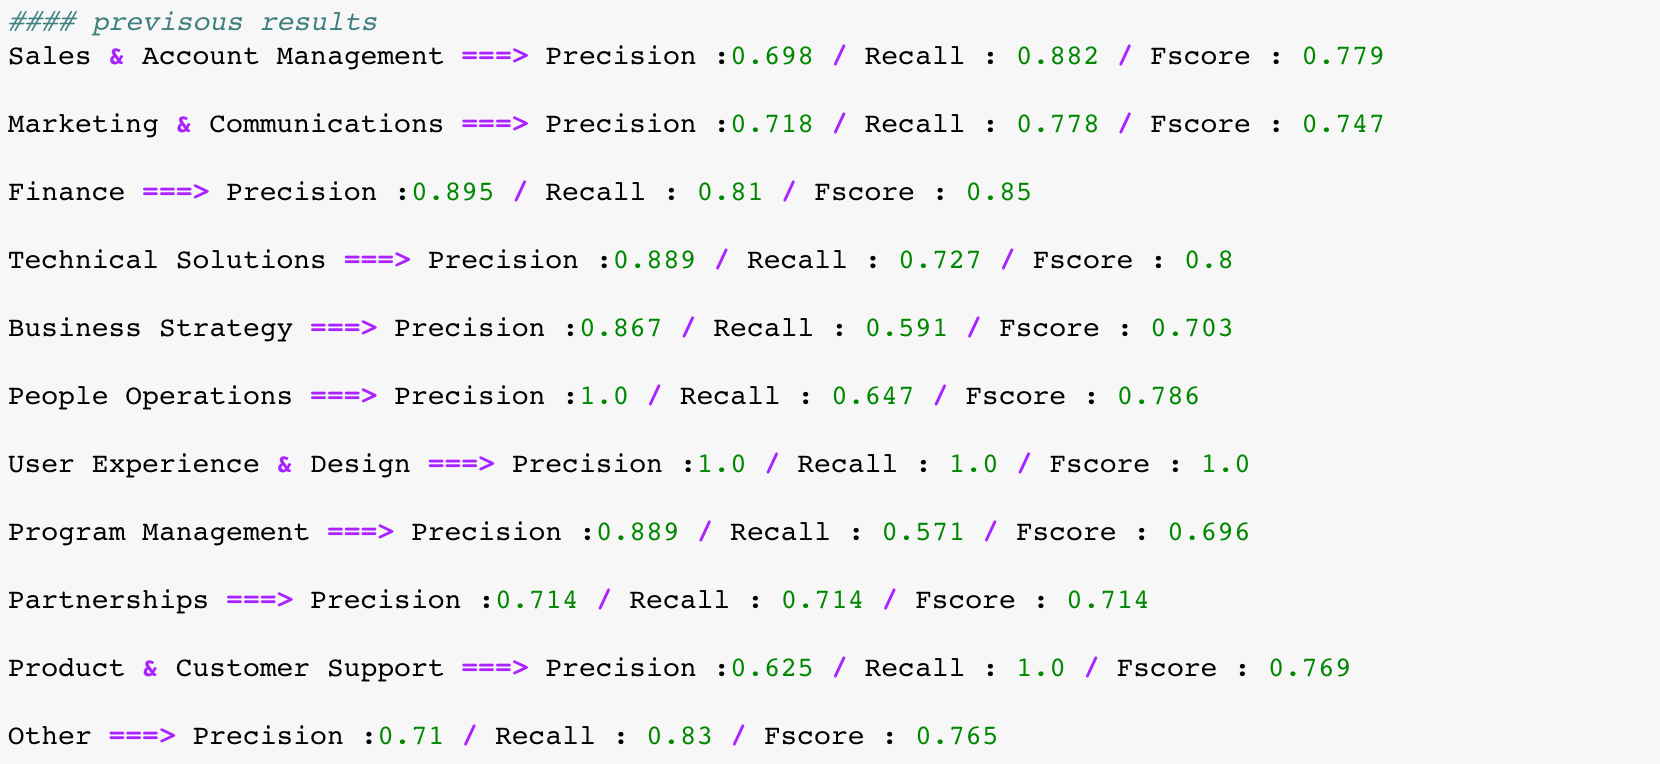 #### previsous results
Sales & Account Management ===> Precision :0.698 / Recall : 0.882 / Fscore : 0.779
Marketing & Communications ===> Precision :0.718 / Recall : 0.778 / Fscore : 0.747
Finance ===> Precision :0.895 / Recall : 0.81 / Fscore : 0.85
Technical Solutions ===> Precision :0.889 / Recall : 0.727 / Fscore : 0.8
Business Strategy ===> Precision :0.867 / Recall : 0.591 / Fscore : 0.703
People Operations ===> Precision :1.0 / Recall : 0.647 / Fscore : 0.786
User Experience & Design ===> Precision :1.0 / Recall : 1.0 / Fscore : 1.0
Program Management ===> Precision :0.889 / Recall : 0.571 / Fscore : 0.696
Partnerships ===> Precision :0.714 / Recall : 0.714 / Fscore : 0.714
Product & Customer Support ===> Precision :0.625 / Recall : 1.0 / Fscore : 0.769
Other ===> Precision :0.71 / Recall : 0.83 / Fscore : 0.765